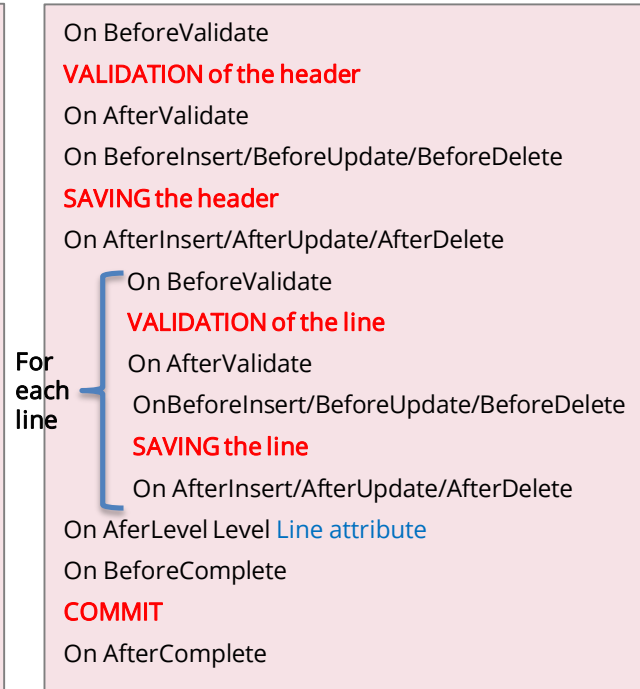 On BeforeValidate
VALIDATION of the header
On AfterValidate
On BeforeInsert/BeforeUpdate/BeforeDelete
SAVING the header
On AfterInsert/AfterUpdate/AfterDelete
For
each
line
On BeforeValidate
VALIDATION of the line
On AfterValidate
OnBeforeInsert/BeforeUpdate/BeforeDelete
SAVING the line
On AfterInsert/AfterUpdate/AfterDelete
On AferLevel Level Line attribute
On BeforeComplete
COMMIT
On AfterComplete